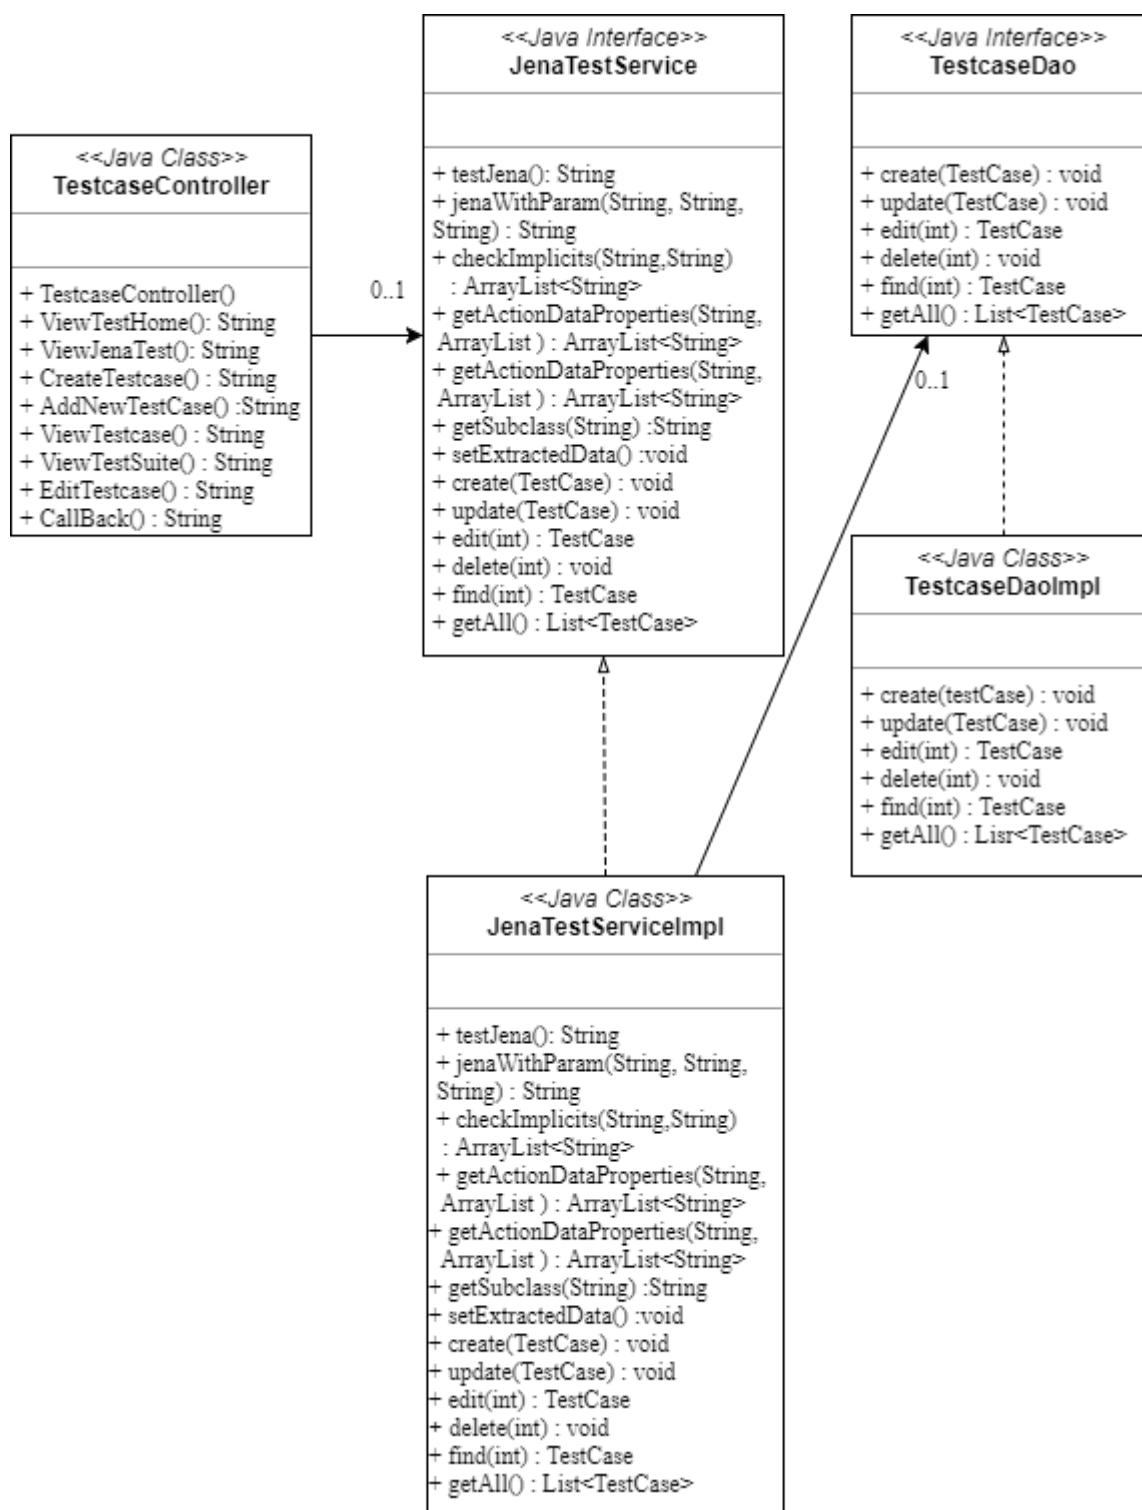 <<Java Class>>
TestcaseController
+ TestcaseController()
+ ViewTestHome(): String
+ ViewJenaTest(): String
+ CreateTestcase() : String
+ AddNewTestCase() :String
+ ViewTestcase() : String
+ ViewTestSuite() : String
+ EditTestcase() : String
+ CallBack() : String
0..1
<<Java Interface>>
JenaTestService
+ testJena(): String
+ jenaWithParam(String, String,
String) : String
+ checkImplicits(String,String)
: ArrayList<String>
+ getActionDataProperties(String,
ArrayList ) : ArrayList<String>
+ getActionDataProperties(String,
ArrayList ) : ArrayList<String>
+ getSubclass(String) :String
+ setExtractedData() :void
+ create(TestCase) : void
+ update(TestCase) : void
+ edit(int) : TestCase
+ delete(int) : void
+ find(int) : TestCase
+ getAll() : List<TestCase>
<<Java Interface>>
TestcaseDao
+ create(TestCase) : void
+ update(TestCase) : void
+ edit(int) : TestCase
+ delete(int) : void
+ find(int) : TestCase
+ getAll() : List<TestCase>
0..1
<<Java Class>>
TestcaseDaoImpl
+ create(testCase) : void
+ update(TestCase) : void
+ edit(int) : TestCase
+ delete(int) : void
+ find(int) : TestCase
+ getAll() : Lisr<TestCase>
<<Java Class>>
JenaTestServiceImpl
+ testJena(): String
+ jenaWithParam(String, String,
String) : String
+ checkImplicits(String,String)
: ArrayList<String>
+ getActionDataProperties(String,
ArrayList ) : ArrayList<String>
+ getActionDataProperties(String,
ArrayList ) : ArrayList<String>
+ getSubclass(String) :String
+ setExtractedData() :void
+ create(TestCase) : void
+ update(TestCase) : void
+ edit(int) : TestCase
+ delete(int) : void
+ find(int) : TestCase
+ getAll() : List<TestCase>